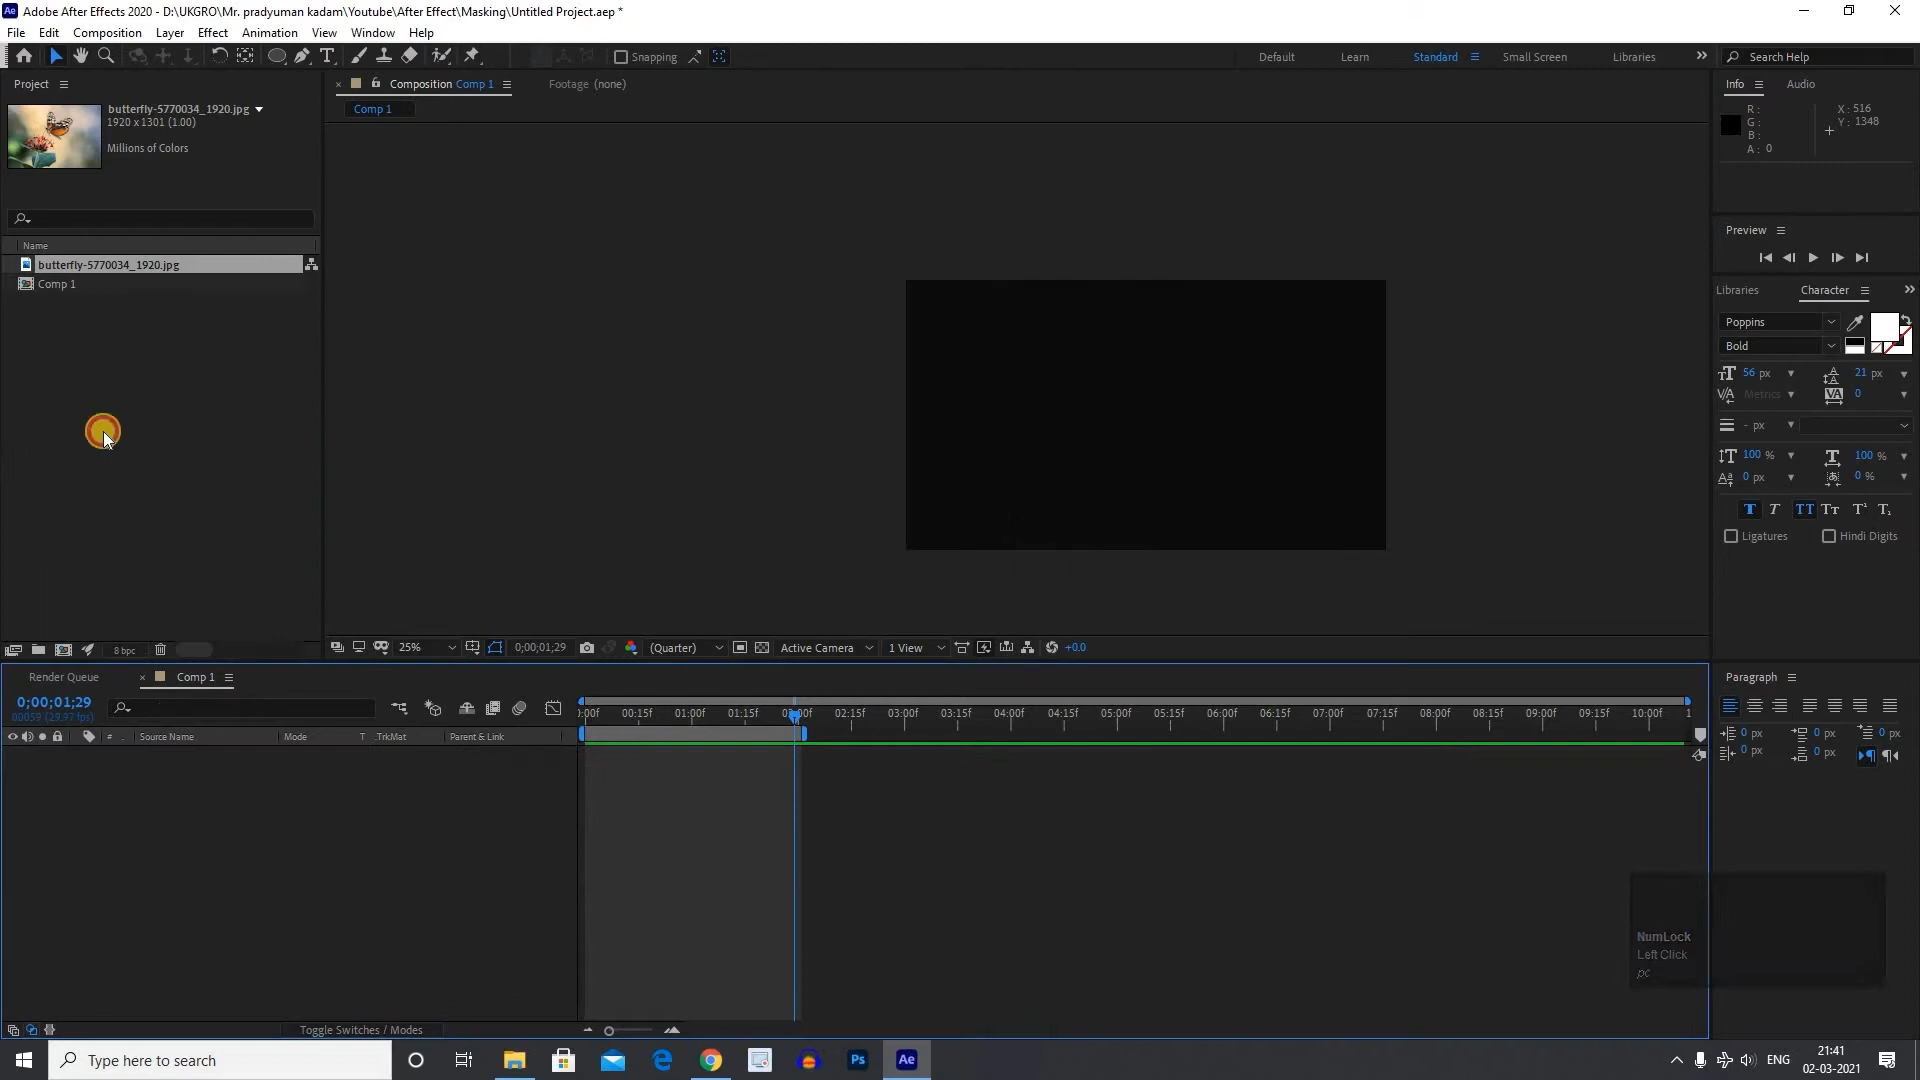 Adobe After Effects 2020 - D:\UKGRO\Mr. pradyuman kadam\Youtube\After Effect\Masking\Untitled Project.aep *
File Edit Composition Layer Effect Animation View Window Help
Snapping
Default Learn Standard Small Screen Libraries
Search Help
Project
butterfly-5770034_1920.jpg
1920 x 1301 (1.00)
Millions of Colors
Name
butterfly-5770034_1920.jpg
Comp 1
8 bpc
Composition Comp 1
Footage (none)
Comp 1
25%
0;00;01;29
(Quarter)
Active Camera
1 View
+0.0
Info Audio
R :
G :
B :
A : 0
X : 516
Y : 1348
Preview
Libraries Character
Poppins
Bold
56 px 21 px
Metrics 0
- px
100 % 100 %
0 px 0 %
Ligatures Hindi Digits
Render Queue
Comp 1
0;00;01;29
00059 (29.97 fps)
# Source Name Mode T .TrkMat Parent & Link
):00f 00:15f 01:00f 01:15f 02:00f 02:15f 03:00f 03:15f 04:00f 04:15f 05:00f 05:15f 06:00f 06:15f 07:00f 07:15f 08:00f 08:15f 09:00f 09:15f 10:00f 1
Toggle Switches / Modes
Paragraph
0 px 0 px 0 px
0 px 0 px
NumLock
Left Click
pc
Type here to search
Ps
Ae
ENG
21:41
02-03-2021